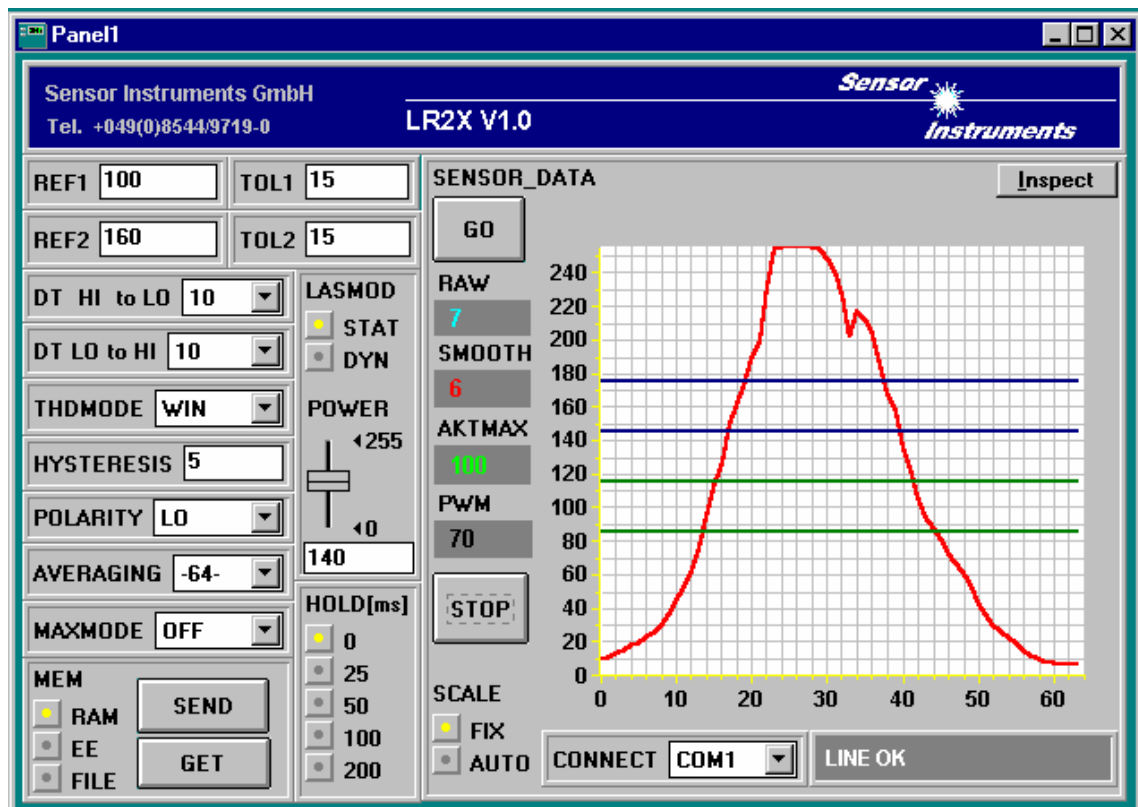 Panel1
Sensor Instruments GmbH
Tel. +049(0)8544/9719-0
LR2X V1.0
Sensor
Instruments
REF1 100
TOL1 15
REF2 160
TOL2 15
DT HI to LO 10
DT LO to HI 10
THDMODE WIN
HYSTERESIS 5
POLARITY LO
AVERAGING -64-
MAXMODE OFF
MEM
RAM
EE
FILE
SEND
GET
LASMOD
STAT
DYN
POWER
255
0
140
HOLD[ms]
0
25
50
100
200
SENSOR_DATA
Inspect
GO
RAW
7
SMOOTH
6
AKTMAX
100
PWM
70
STOP
SCALE
FIX
AUTO
240
220
200
180
160
140
120
100
80
60
40
20
0
0 10 20 30 40 50 60
CONNECT COM1
LINE OK